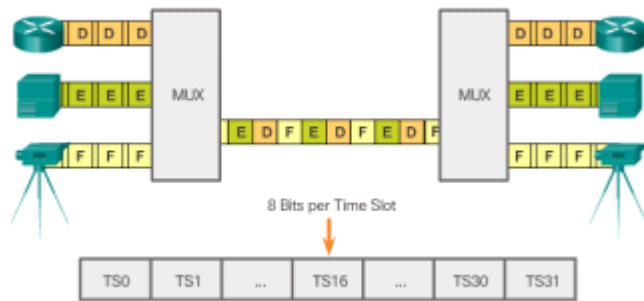 D D D D D D
E E E MUX MUX E E E
E D F E D F E D F
F F F F F F
8 Bits per Time Slot
TS0 TS1 ... TS16 ... TS30 TS31